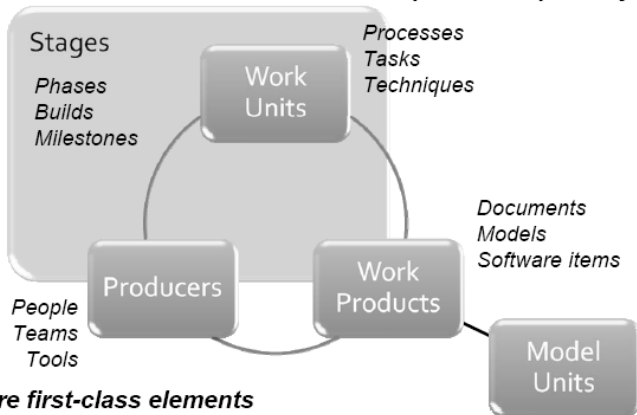 Stages
Phases
Builds
Milestones
Work
Units
Processes
Tasks
Techniques
Producers
People
Teams
Tools
Work
Products
Documents
Models
Software items
Model
Units
first-class elements